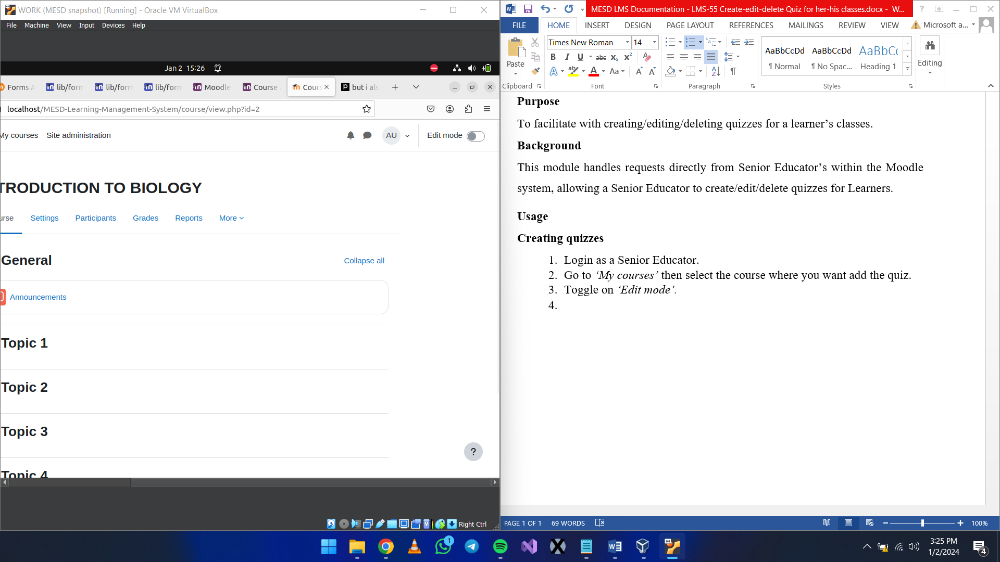 WORK (MESD snapshot) [Running] - Oracle VM VirtualBox
File Machine View Input Devices Help
Jan 2 15:26
Forms A lib/form lib/form lib/form Moodle Course Cours but i als
localhost/MESD-Learning-Management-System/course/view.php?id=2
My courses Site administration AU Edit mode
TRODUCTION TO BIOLOGY
urse Settings Participants Grades Reports More
General Collapse all
Announcements
Topic 1
Topic 2
Topic 3
?
Topic 4
Right Ctrl
MESD LMS Documentation - LMS-55 Create-edit-delete Quiz for her-his classes.docx - W...
FILE HOME INSERT DESIGN PAGE LAYOUT REFERENCES MAILINGS REVIEW VIEW Microsoft a...
Paste
Times New Roman 14
AaBbCcDd AaBbCcDd AaBbCc
¶ Normal ¶ No Spac... Heading 1
Editing
Clipboard Font Paragraph Styles
Purpose
To facilitate with creating/editing/deleting quizzes for a learner’s classes.
Background
This module handles requests directly from Senior Educator’s within the Moodle
system, allowing a Senior Educator to create/edit/delete quizzes for Learners.
Usage
Creating quizzes
1. Login as a Senior Educator.
2. Go to ‘My courses’ then select the course where you want add the quiz.
3. Toggle on ‘Edit mode’.
4.
PAGE 1 OF 1 69 WORDS 100%
1
3:25 PM
1/2/2024
4